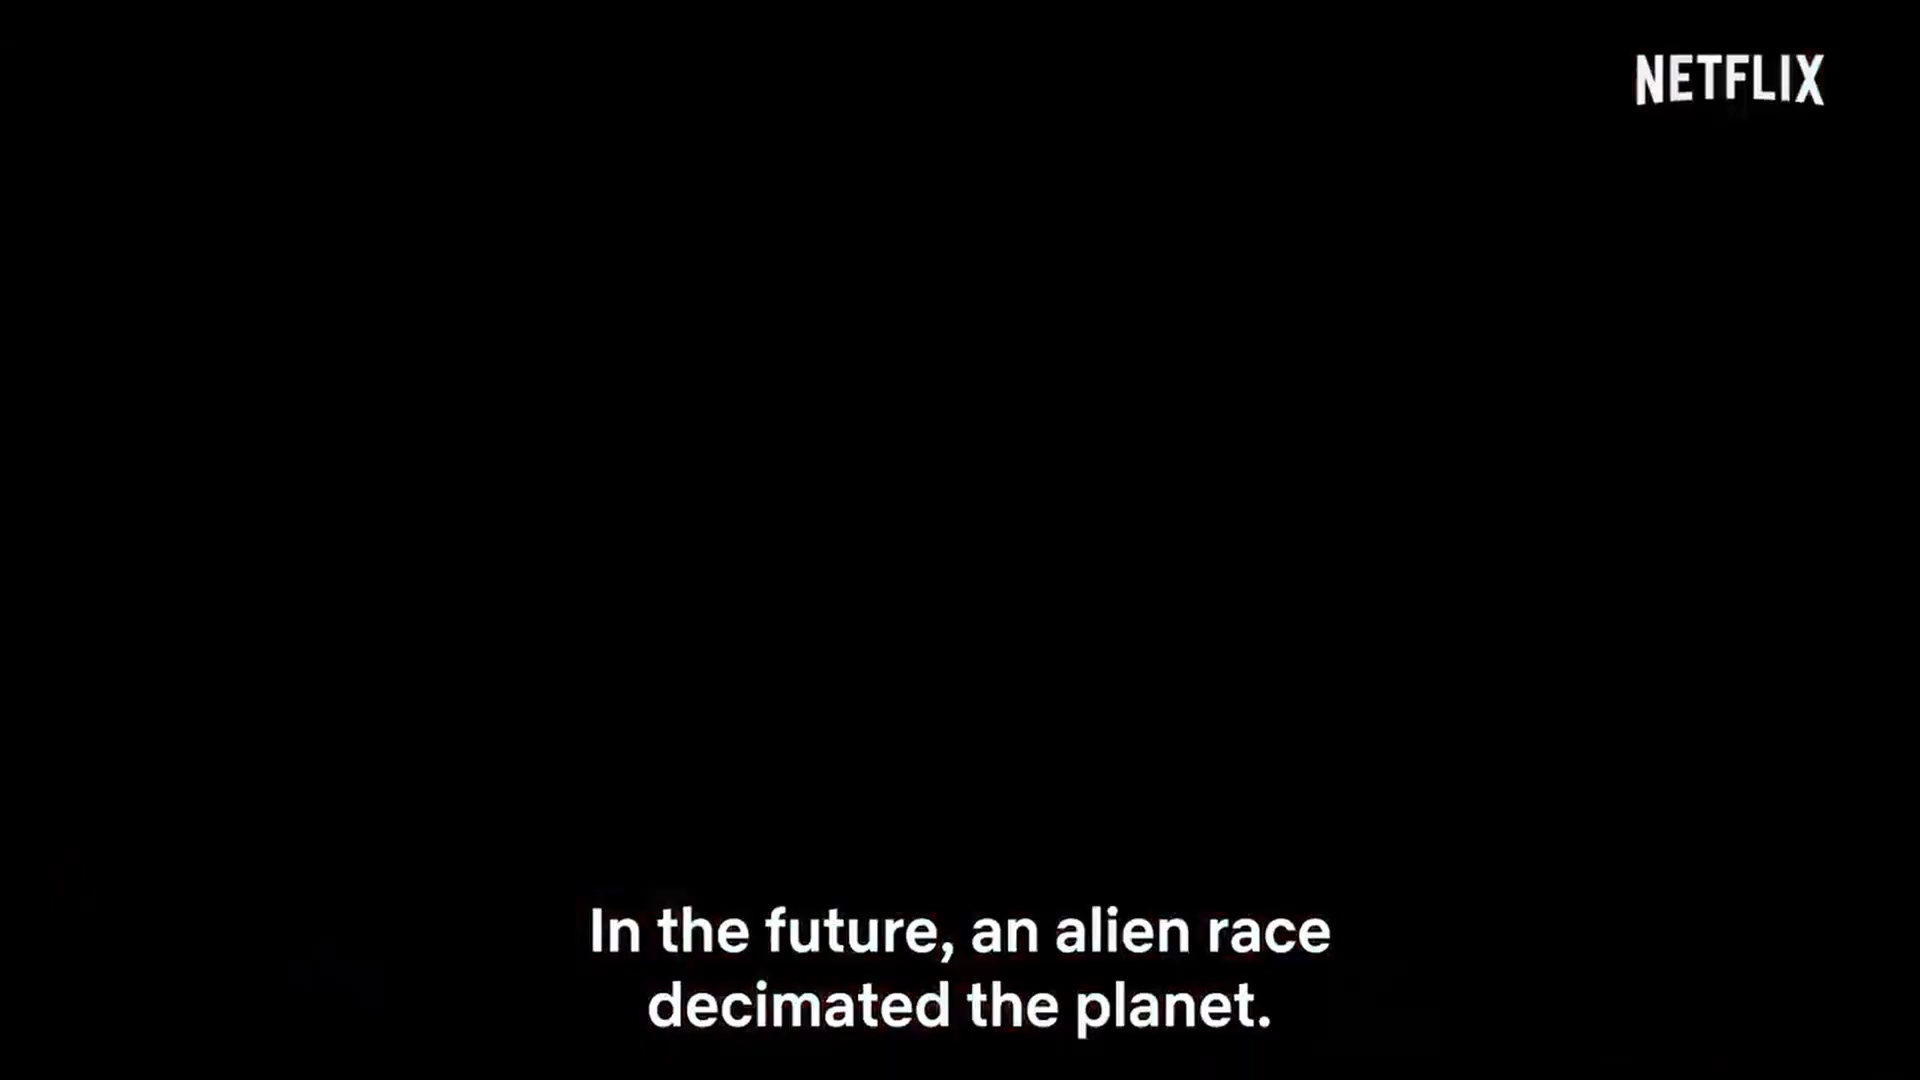 NETFLIX
In the future, an alien race
decimated the planet.